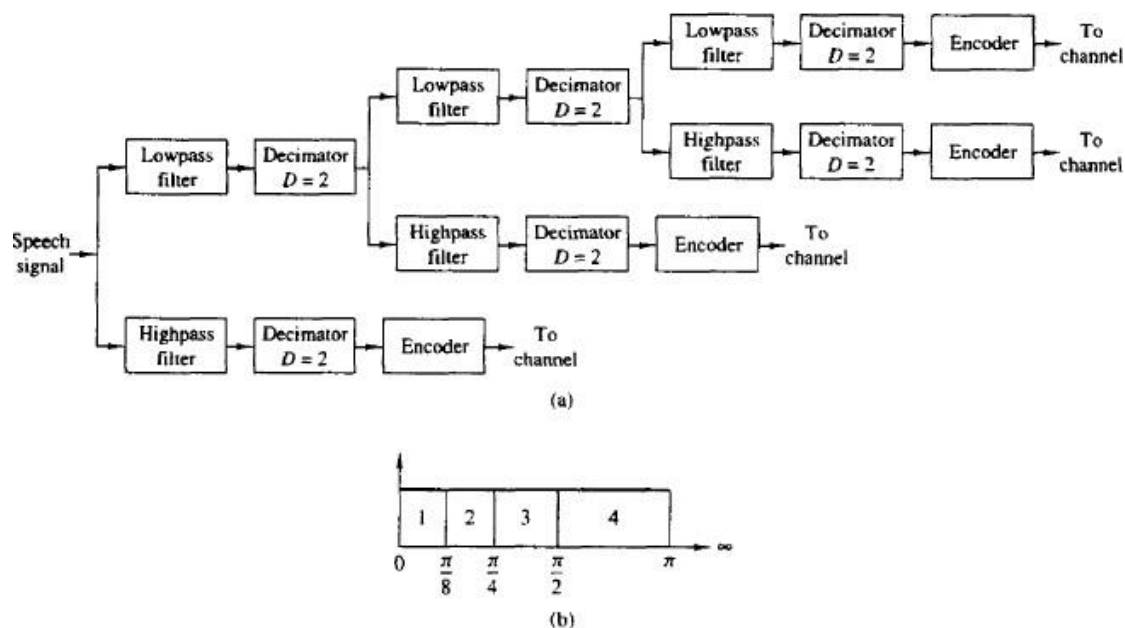 Lowpass
filter
Decimator
D = 2
Encoder
To
channel
Lowpass
filter
Decimator
D = 2
Highpass
filter
Decimator
D = 2
Encoder
To
channel
Lowpass
filter
Decimator
D = 2
Speech
signal
Highpass
filter
Decimator
D = 2
Encoder
To
channel
Highpass
filter
Decimator
D = 2
Encoder
To
channel
(a)
1 2 3 4
0 π/8 π/4 π/2 π ∞
(b)